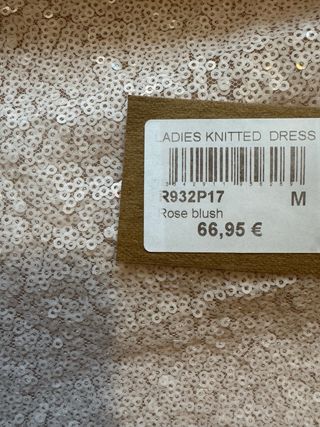 LADIES KNITTED DRESS
R932P17 M
Rose blush
66,95 €